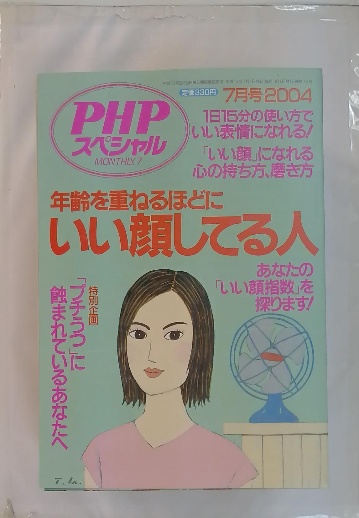 定価330円
7月号2004
PHP
スペシャル
MONTHLY 7
1日15分の使い方で
いい表情になれる!
「いい顔」になれる
心の持ち方、磨き方
年齢を重ねるほどに
いい顔してる人
あなたの
「いい顔指数」を
探ります!
特別企画
「プチうつ」に
蝕まれているあなたへ